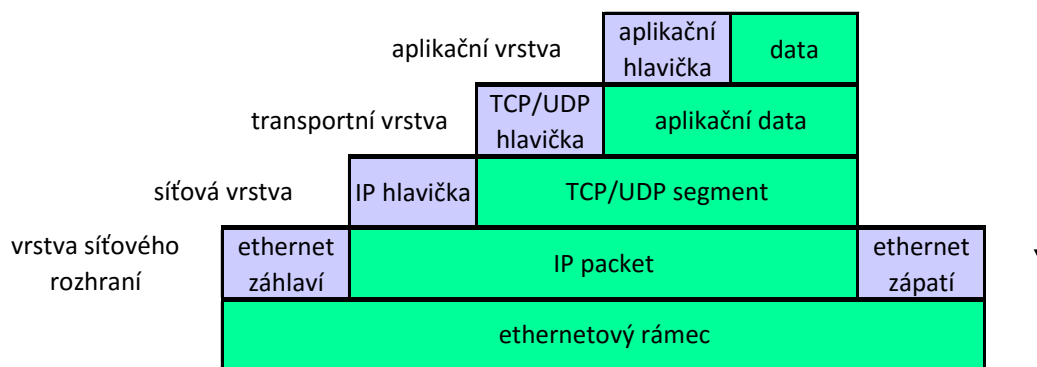 aplikační vrstva
aplikační
hlavička
data
transportní vrstva
TCP/UDP
hlavička
aplikační data
síťová vrstva
IP hlavička
TCP/UDP segment
vrstva síťového
rozhraní
ethernet
záhlaví
IP packet
ethernet
zápatí
ethernetový rámec